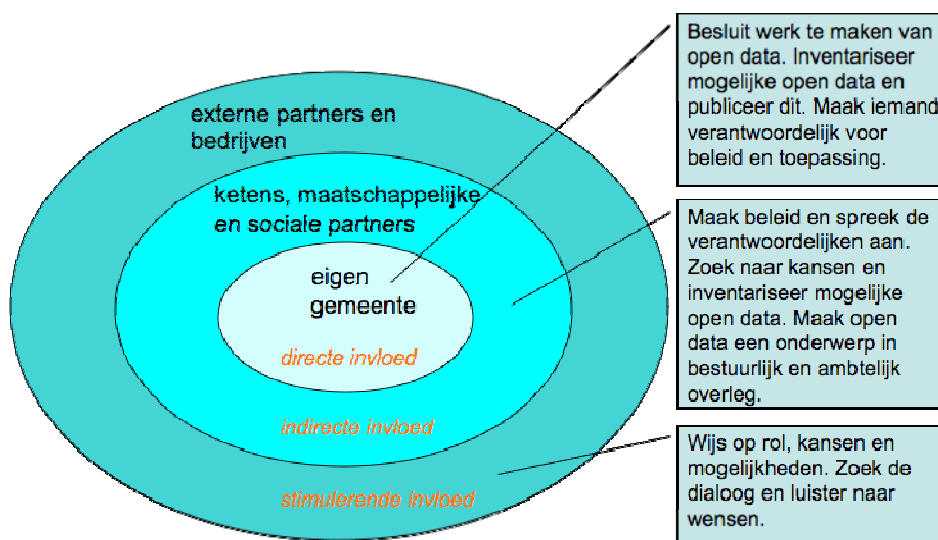 externe partners en
bedrijven
ketens, maatschappelijke
en sociale partners
eigen
gemeente
directe invloed
indirecte invloed
stimulerende invloed
Besluit werk te maken van
open data. Inventariseer
mogelijke open data en
publiceer dit. Maak iemand
verantwoordelijk voor
beleid en toepassing.
Maak beleid en spreek de
verantwoordelijken aan.
Zoek naar kansen en
inventariseer mogelijke
open data. Maak open
data een onderwerp in
bestuurlijk en ambtelijk
overleg.
Wijs op rol, kansen en
mogelijkheden. Zoek de
dialoog en luister naar
wensen.